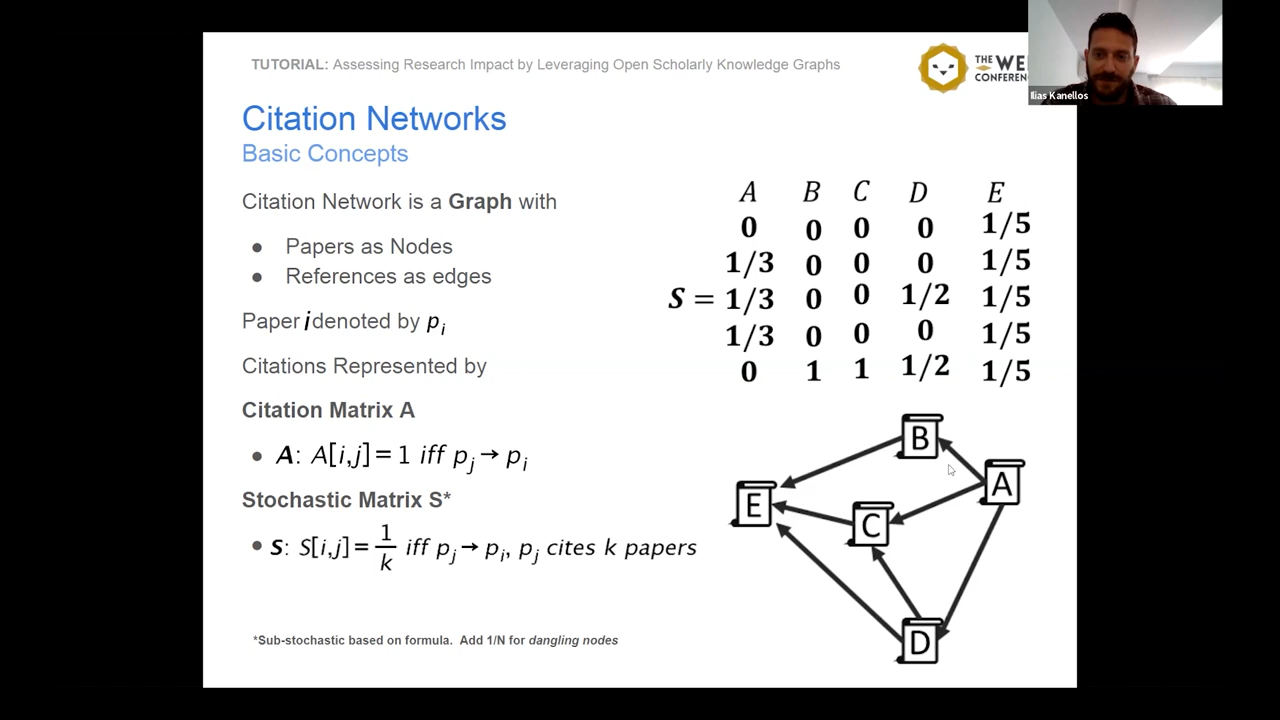 TUTORIAL: Assessing Research Impact by Leveraging Open Scholarly Knowledge Graphs
THE WE
CONFEREN
Ilias Kanellos
Citation Networks
Basic Concepts
Citation Network is a Graph with
● Papers as Nodes
● References as edges
Paper i denoted by p_i
Citations Represented by
Citation Matrix A
● A: A[i,j]=1 iff p_j→p_i
Stochastic Matrix S*
● S: S[i,j]=1/k iff p_j→p_i, p_j cites k papers
*Sub-stochastic based on formula. Add 1/N for dangling nodes
A B C D E
0 0 0 0 1/5
1/3 0 0 0 1/5
S = 1/3 0 0 1/2 1/5
1/3 0 0 0 1/5
0 1 1 1/2 1/5
B
A
E
C
D